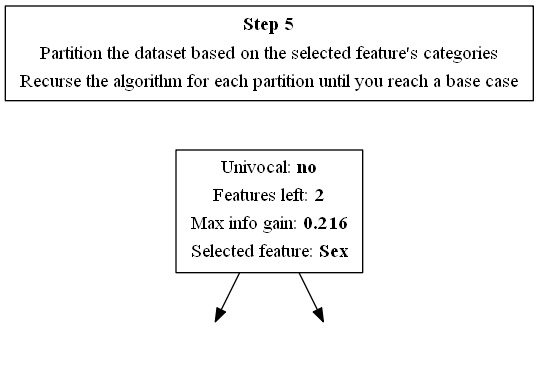 Step 5
Partition the dataset based on the selected feature's categories
Recurse the algorithm for each partition until you reach a base case
Univocal: no
Features left: 2
Max info gain: 0.216
Selected feature: Sex